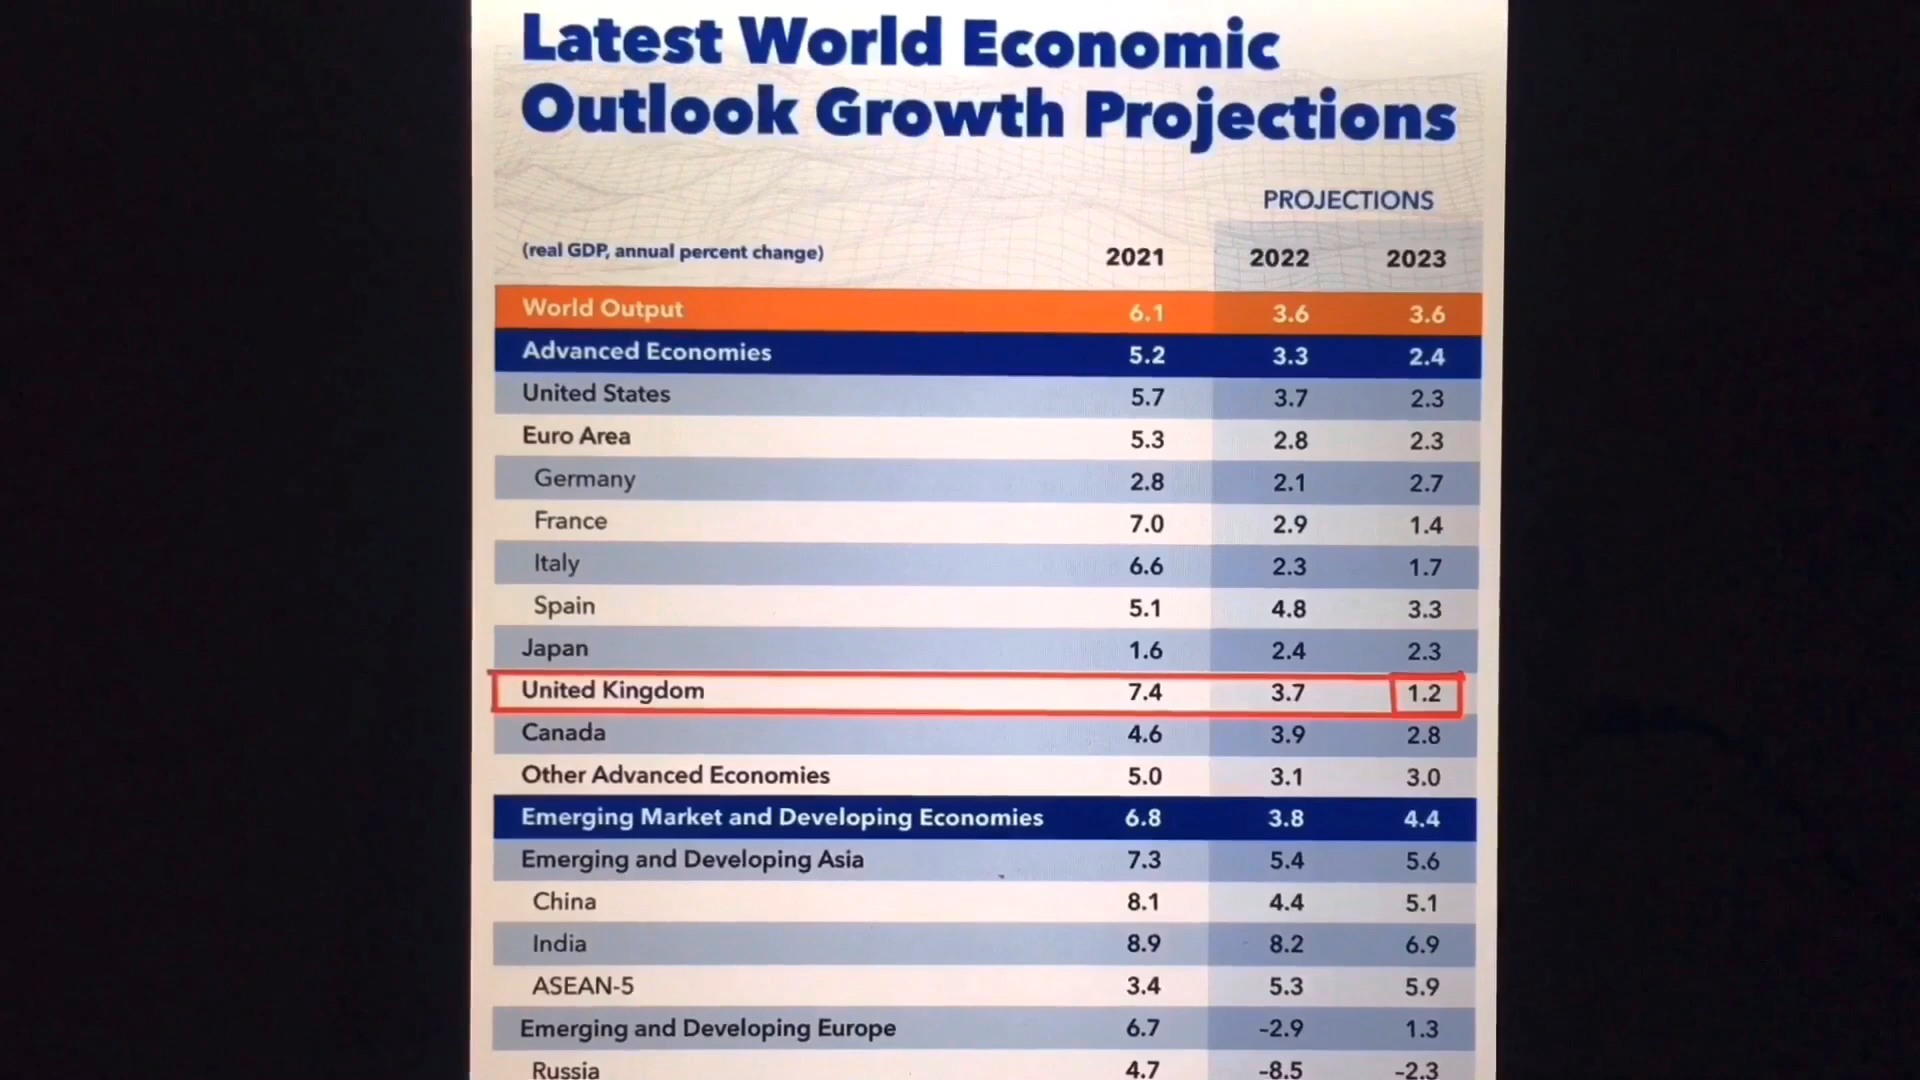 Latest World Economic
Outlook Growth Projections
PROJECTIONS
(real GDP, annual percent change) 2021 2022 2023
World Output 6.1 3.6 3.6
Advanced Economies 5.2 3.3 2.4
United States 5.7 3.7 2.3
Euro Area 5.3 2.8 2.3
Germany 2.8 2.1 2.7
France 7.0 2.9 1.4
Italy 6.6 2.3 1.7
Spain 5.1 4.8 3.3
Japan 1.6 2.4 2.3
United Kingdom 7.4 3.7 1.2
Canada 4.6 3.9 2.8
Other Advanced Economies 5.0 3.1 3.0
Emerging Market and Developing Economies 6.8 3.8 4.4
Emerging and Developing Asia 7.3 5.4 5.6
China 8.1 4.4 5.1
India 8.9 8.2 6.9
ASEAN-5 3.4 5.3 5.9
Emerging and Developing Europe 6.7 -2.9 1.3
Russia 4.7 -8.5 -2.3